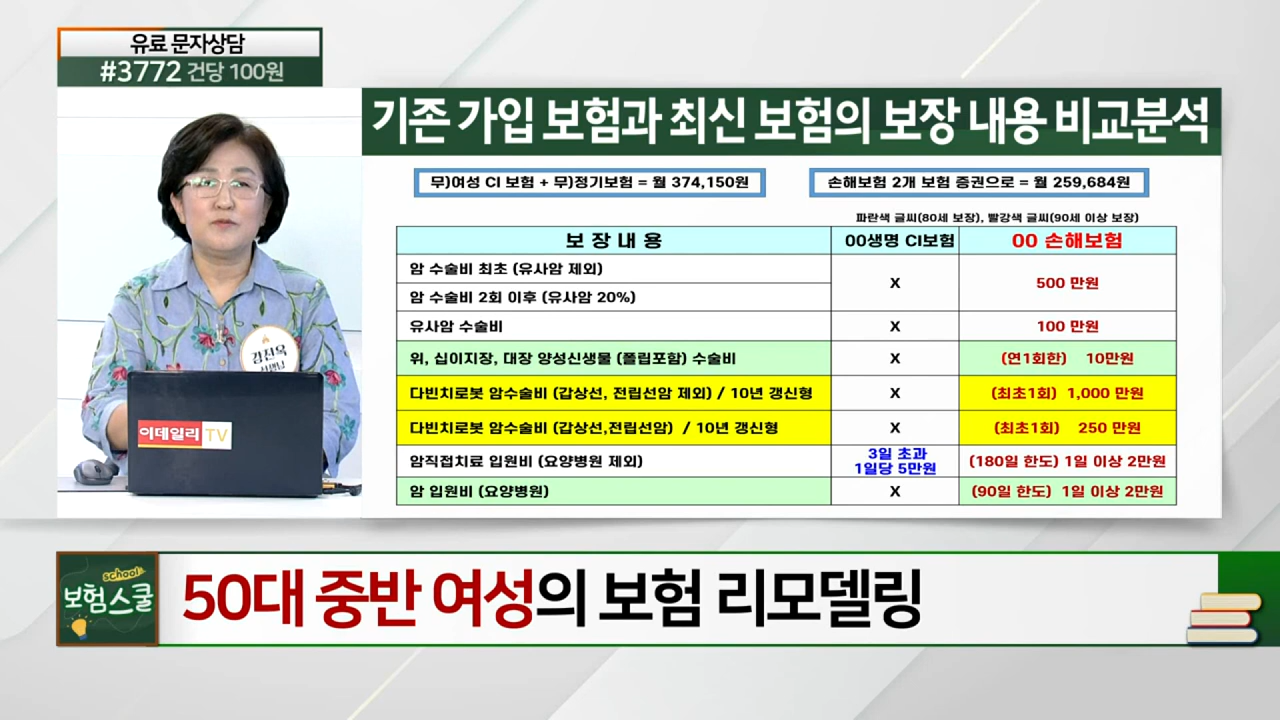 유료 문자상담
#3772 건당 100원
기존 가입 보험과 최신 보험의 보장 내용 비교분석
무)여성 CI 보험 + 무)정기보험 = 월 374,150원
손해보험 2개 보험 증권으로 = 월 259,684원
파란색 글씨(80세 보장), 빨강색 글씨(90세 이상 보장)
보 장 내 용 00생명 CI보험 00 손해보험
암 수술비 최초 (유사암 제외) X 500 만원
암 수술비 2회 이후 (유사암 20%)
유사암 수술비 X 100 만원
위, 십이지장, 대장 양성신생물 (폴립포함) 수술비 X (연1회한) 10만원
다빈치로봇 암수술비 (갑상선, 전립선암 제외) / 10년 갱신형 X (최초1회) 1,000 만원
다빈치로봇 암수술비 (갑상선,전립선암) / 10년 갱신형 X (최초1회) 250 만원
암직접치료 입원비 (요양병원 제외) 3일 초과 1일당 5만원 (180일 한도) 1일 이상 2만원
암 입원비 (요양병원) X (90일 한도) 1일 이상 2만원
김선옥
선생님
이데일리 TV
school
보험스쿨
50대 중반 여성의 보험 리모델링